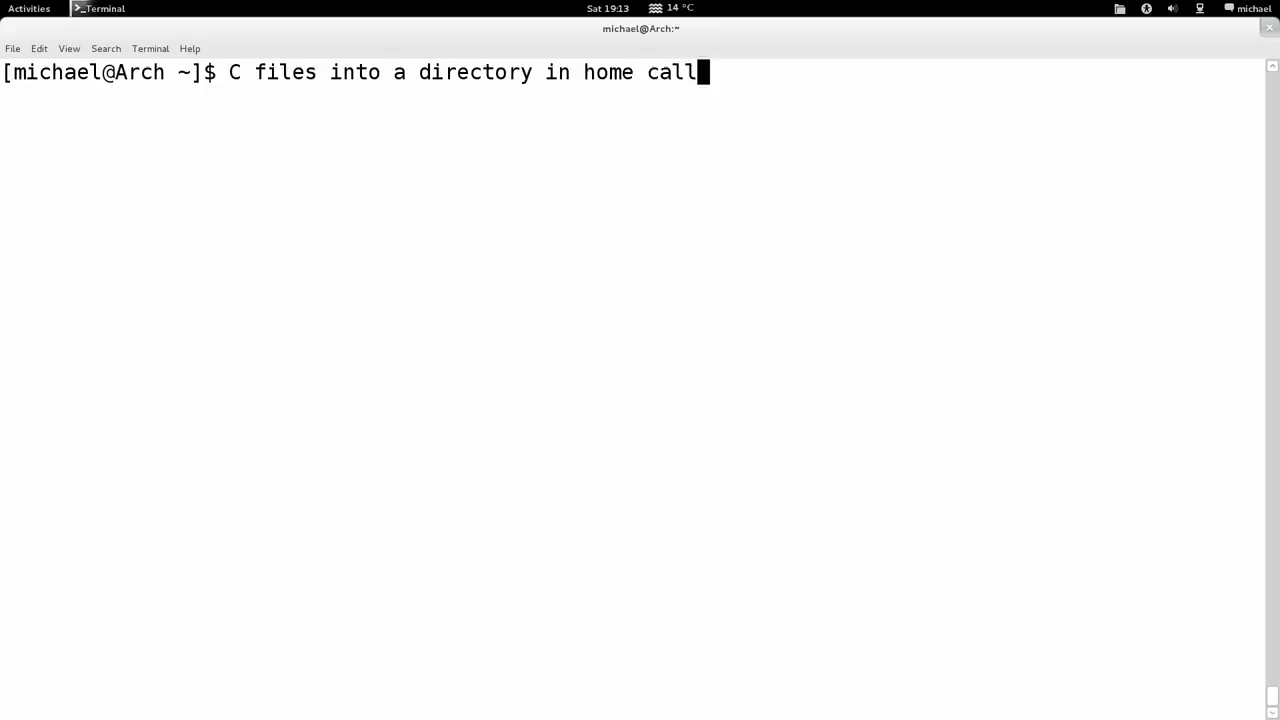 Activities >_Terminal Sat 19:13 14 °C michael
michael@Arch:~
File Edit View Search Terminal Help
[michael@Arch ~]$ C files into a directory in home call